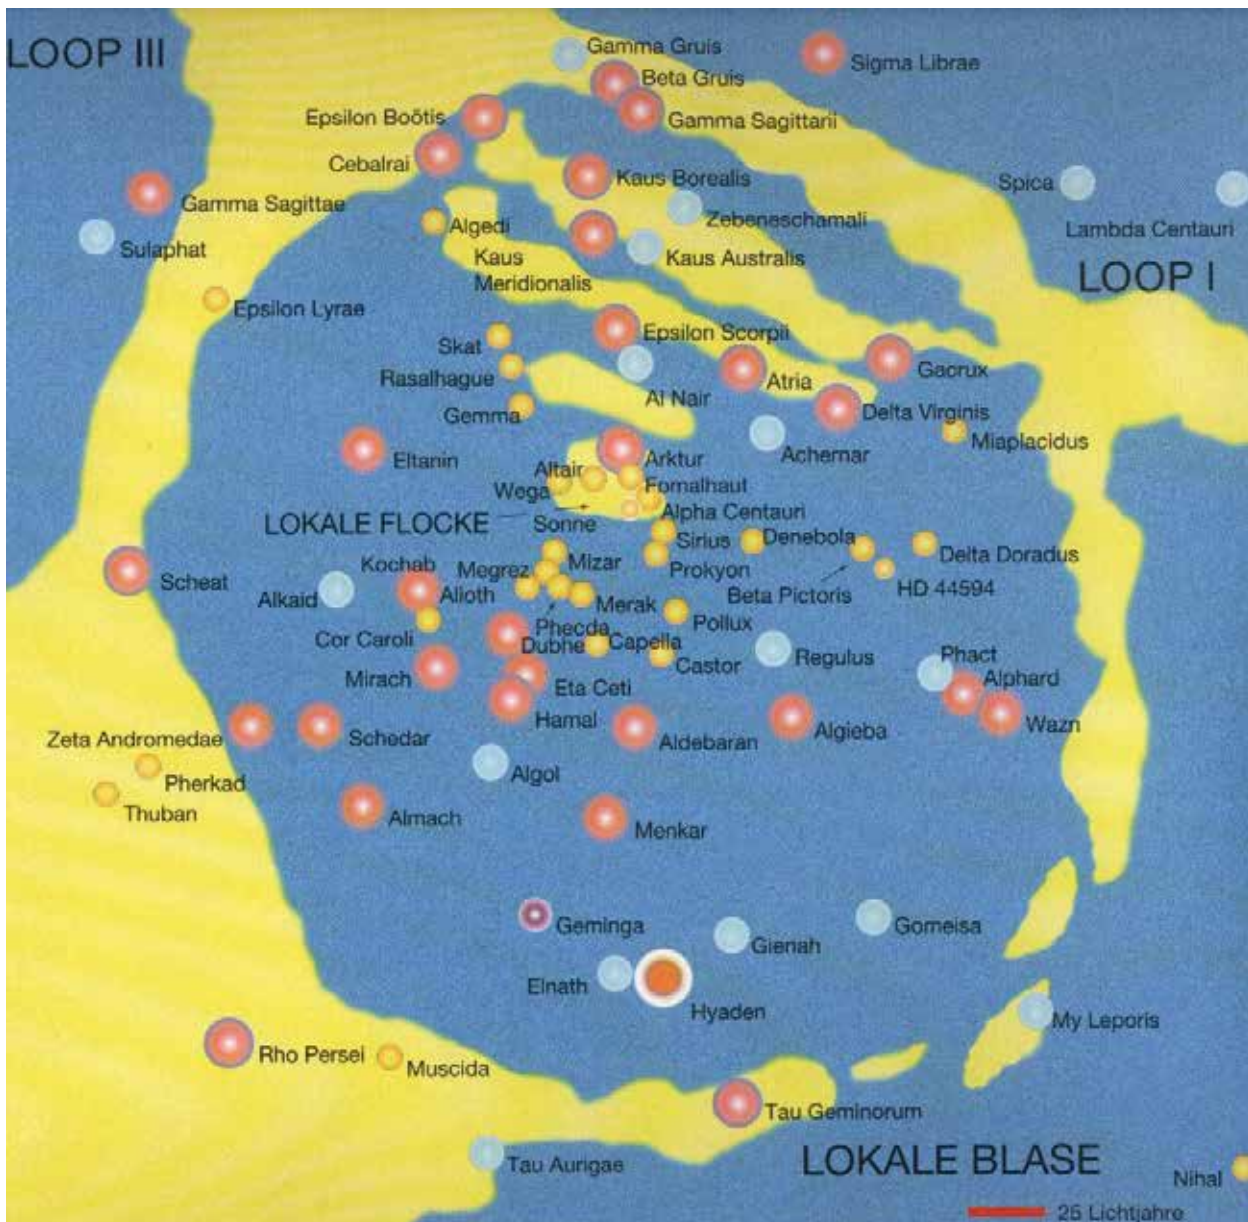 LOOP III
Gamma Gruis
Sigma Librae
Beta Gruis
Epsilon Boötis
Gamma Sagittarii
Cebalrai
Kaus Borealis
Spica
Gamma Sagittae
Zebeneschamali
Lambda Centauri
Sulaphat
Algedi
Kaus Australis
Kaus
Meridionalis
LOOP I
Epsilon Lyrae
Epsilon Scorpii
Skat
Rasalhague
Al Nair
Atria
Gacrux
Gemma
Delta Virginis
Miaplacidus
Achernar
Eltanin
Arktur
Altair
Wega
Fomalhaut
LOKALE FLOCKE
Sonne
Alpha Centauri
Sirius
Denebola
Delta Doradus
Kochab
Mizar
Prokyon
Scheat
Megrez
Alkaid
Alioth
Merak
Beta Pictoris
HD 44594
Cor Caroli
Phecda
Pollux
Dubhe
Capella
Castor
Regulus
Phact
Mirach
Eta Ceti
Alphard
Hamal
Zeta Andromedae
Schedar
Aldebaran
Algieba
Wazn
Pherkad
Algol
Thuban
Almach
Menkar
Geminga
Gienah
Gomeisa
Elnath
Hyaden
My Leporis
Rho Persei
Muscida
Tau Geminorum
Tau Aurigae
LOKALE BLASE
Nihal
25 Lichtjahre